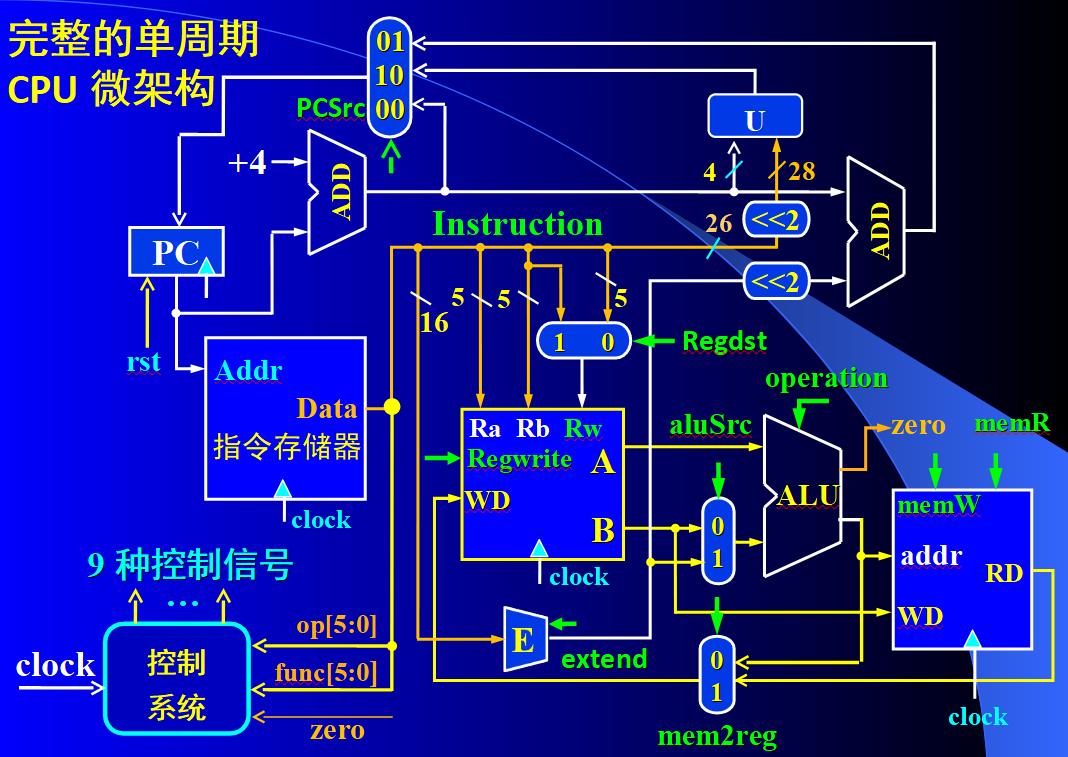 完整的单周期
CPU 微架构
01
10
00
PCSrc
+4
ADD
U
4
28
26
<<2
ADD
<<2
Instruction
PC
rst
5
5
5
16
1 0
Regdst
operation
Addr
Data
指令存储器
clock
Ra Rb Rw
Regwrite
A
WD
B
clock
aluSrc
0
1
ALU
zero
memR
memW
addr
RD
WD
clock
9 种控制信号
...
op[5:0]
func[5:0]
zero
clock
控制
系统
E
extend
0
1
mem2reg